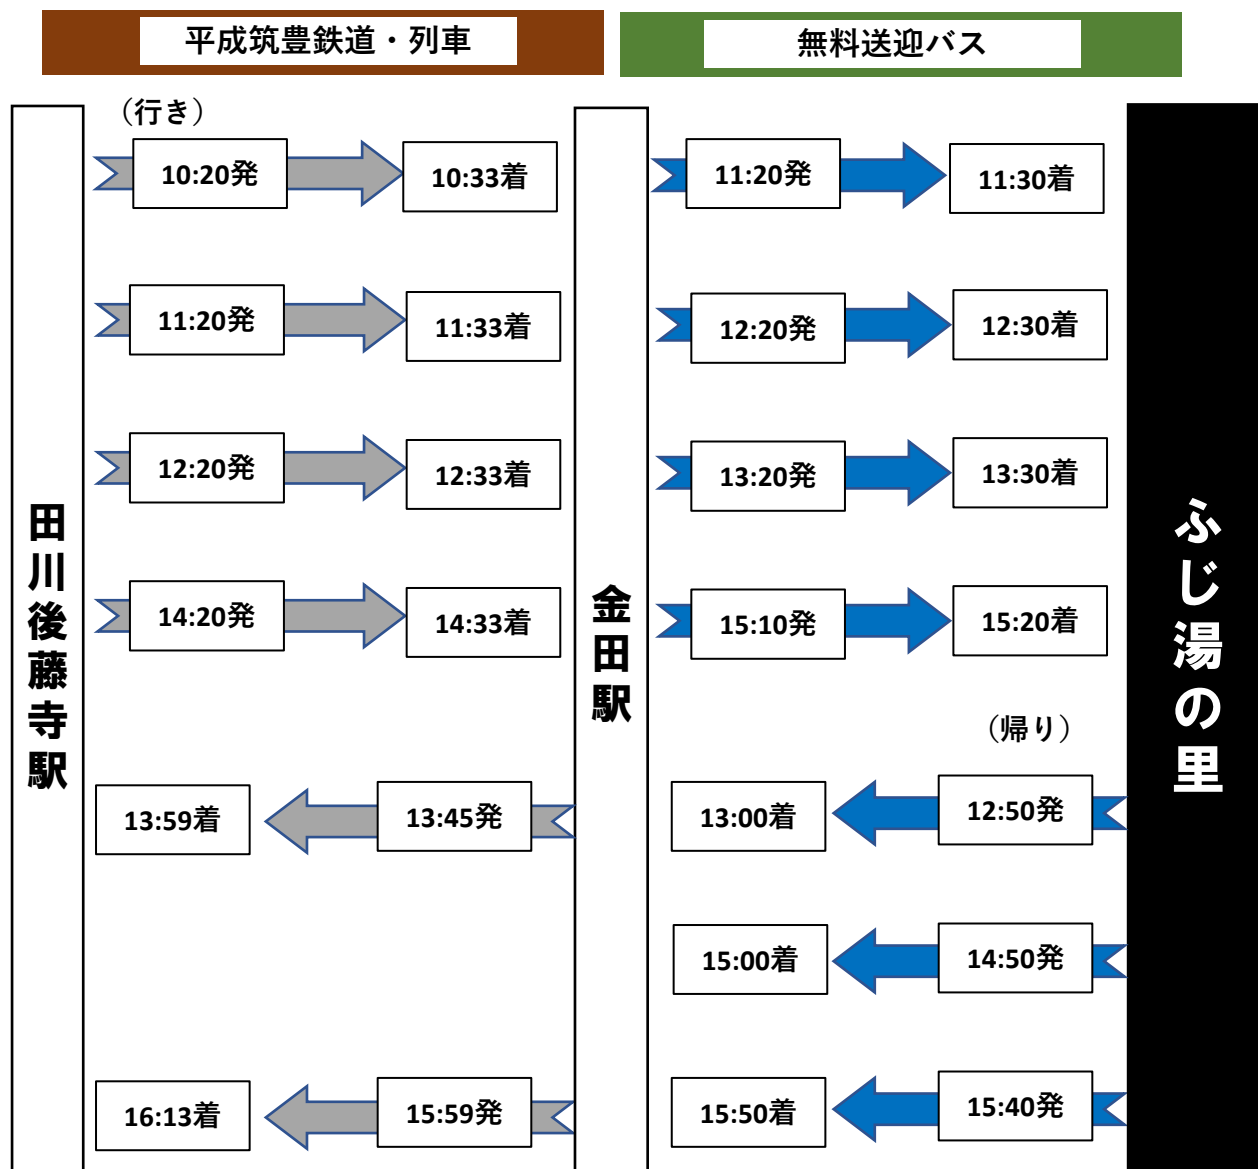 平成筑豊鉄道・列車
無料送迎バス
（行き）
10:20発
10:33着
11:20発
11:30着
11:20発
11:33着
12:20発
12:30着
12:20発
12:33着
13:20発
13:30着
14:20発
14:33着
15:10発
15:20着
田川後藤寺駅
金田駅
ふじ湯の里
（帰り）
13:59着
13:45発
13:00着
12:50発
15:00着
14:50発
16:13着
15:59発
15:50着
15:40発